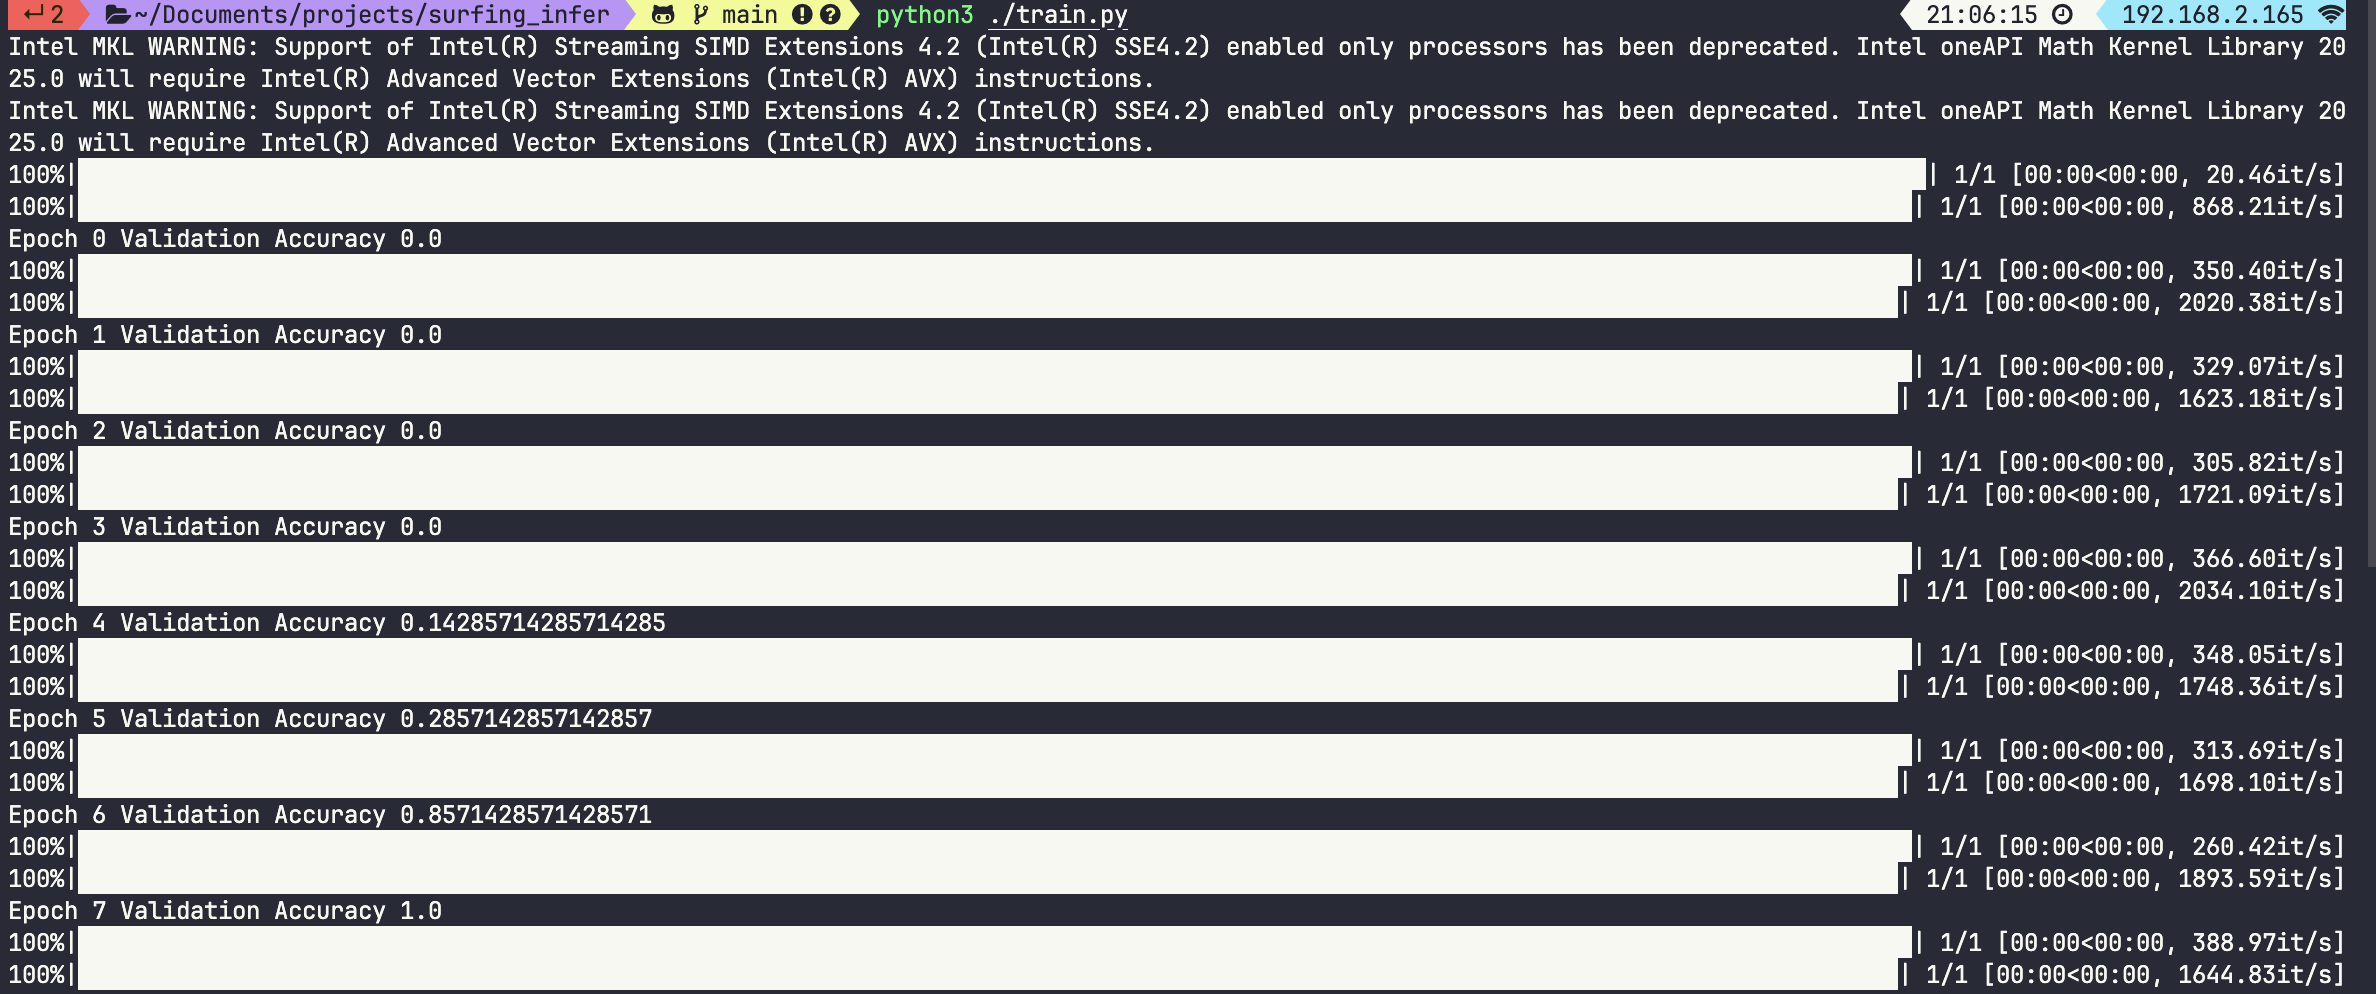 2 ~/Documents/projects/surfing_infer main python3 ./train.py 21:06:15 192.168.2.165
Intel MKL WARNING: Support of Intel(R) Streaming SIMD Extensions 4.2 (Intel(R) SSE4.2) enabled only processors has been deprecated. Intel oneAPI Math Kernel Library 20
25.0 will require Intel(R) Advanced Vector Extensions (Intel(R) AVX) instructions.
Intel MKL WARNING: Support of Intel(R) Streaming SIMD Extensions 4.2 (Intel(R) SSE4.2) enabled only processors has been deprecated. Intel oneAPI Math Kernel Library 20
25.0 will require Intel(R) Advanced Vector Extensions (Intel(R) AVX) instructions.
100%| | 1/1 [00:00<00:00, 20.46it/s]
100%| | 1/1 [00:00<00:00, 868.21it/s]
Epoch 0 Validation Accuracy 0.0
100%| | 1/1 [00:00<00:00, 350.40it/s]
100%| | 1/1 [00:00<00:00, 2020.38it/s]
Epoch 1 Validation Accuracy 0.0
100%| | 1/1 [00:00<00:00, 329.07it/s]
100%| | 1/1 [00:00<00:00, 1623.18it/s]
Epoch 2 Validation Accuracy 0.0
100%| | 1/1 [00:00<00:00, 305.82it/s]
100%| | 1/1 [00:00<00:00, 1721.09it/s]
Epoch 3 Validation Accuracy 0.0
100%| | 1/1 [00:00<00:00, 366.60it/s]
100%| | 1/1 [00:00<00:00, 2034.10it/s]
Epoch 4 Validation Accuracy 0.14285714285714285
100%| | 1/1 [00:00<00:00, 348.05it/s]
100%| | 1/1 [00:00<00:00, 1748.36it/s]
Epoch 5 Validation Accuracy 0.2857142857142857
100%| | 1/1 [00:00<00:00, 313.69it/s]
100%| | 1/1 [00:00<00:00, 1698.10it/s]
Epoch 6 Validation Accuracy 0.8571428571428571
100%| | 1/1 [00:00<00:00, 260.42it/s]
100%| | 1/1 [00:00<00:00, 1893.59it/s]
Epoch 7 Validation Accuracy 1.0
100%| | 1/1 [00:00<00:00, 388.97it/s]
100%| | 1/1 [00:00<00:00, 1644.83it/s]